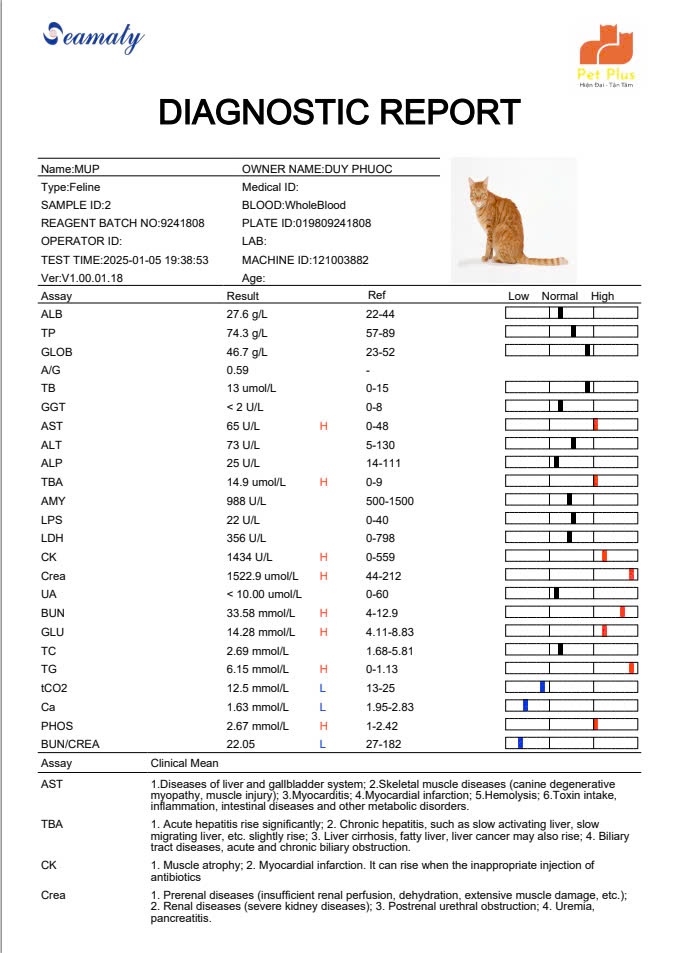 Seamaty
Pet Plus
Hiện Đại - Tận Tâm
DIAGNOSTIC REPORT
Name:MUP OWNER NAME:DUY PHUOC
Type:Feline Medical ID:
SAMPLE ID:2 BLOOD:WholeBlood
REAGENT BATCH NO:9241808 PLATE ID:019809241808
OPERATOR ID: LAB:
TEST TIME:2025-01-05 19:38:53 MACHINE ID:121003882
Ver:V1.00.01.18 Age:
Assay Result Ref Low Normal High
ALB 27.6 g/L 22-44
TP 74.3 g/L 57-89
GLOB 46.7 g/L 23-52
A/G 0.59 -
TB 13 umol/L 0-15
GGT < 2 U/L 0-8
AST 65 U/L H 0-48
ALT 73 U/L 5-130
ALP 25 U/L 14-111
TBA 14.9 umol/L H 0-9
AMY 988 U/L 500-1500
LPS 22 U/L 0-40
LDH 356 U/L 0-798
CK 1434 U/L H 0-559
Crea 1522.9 umol/L H 44-212
UA < 10.00 umol/L 0-60
BUN 33.58 mmol/L H 4-12.9
GLU 14.28 mmol/L H 4.11-8.83
TC 2.69 mmol/L 1.68-5.81
TG 6.15 mmol/L H 0-1.13
tCO2 12.5 mmol/L L 13-25
Ca 1.63 mmol/L L 1.95-2.83
PHOS 2.67 mmol/L H 1-2.42
BUN/CREA 22.05 L 27-182
Assay Clinical Mean
AST 1.Diseases of liver and gallbladder system; 2.Skeletal muscle diseases (canine degenerative
myopathy, muscle injury); 3.Myocarditis; 4.Myocardial infarction; 5.Hemolysis; 6.Toxin intake,
inflammation, intestinal diseases and other metabolic disorders.
TBA 1. Acute hepatitis rise significantly; 2. Chronic hepatitis, such as slow activating liver, slow
migrating liver, etc. slightly rise; 3. Liver cirrhosis, fatty liver, liver cancer may also rise; 4. Biliary
tract diseases, acute and chronic biliary obstruction.
CK 1. Muscle atrophy; 2. Myocardial infarction. It can rise when the inappropriate injection of
antibiotics
Crea 1. Prerenal diseases (insufficient renal perfusion, dehydration, extensive muscle damage, etc.);
2. Renal diseases (severe kidney diseases); 3. Postrenal urethral obstruction; 4. Uremia,
pancreatitis.